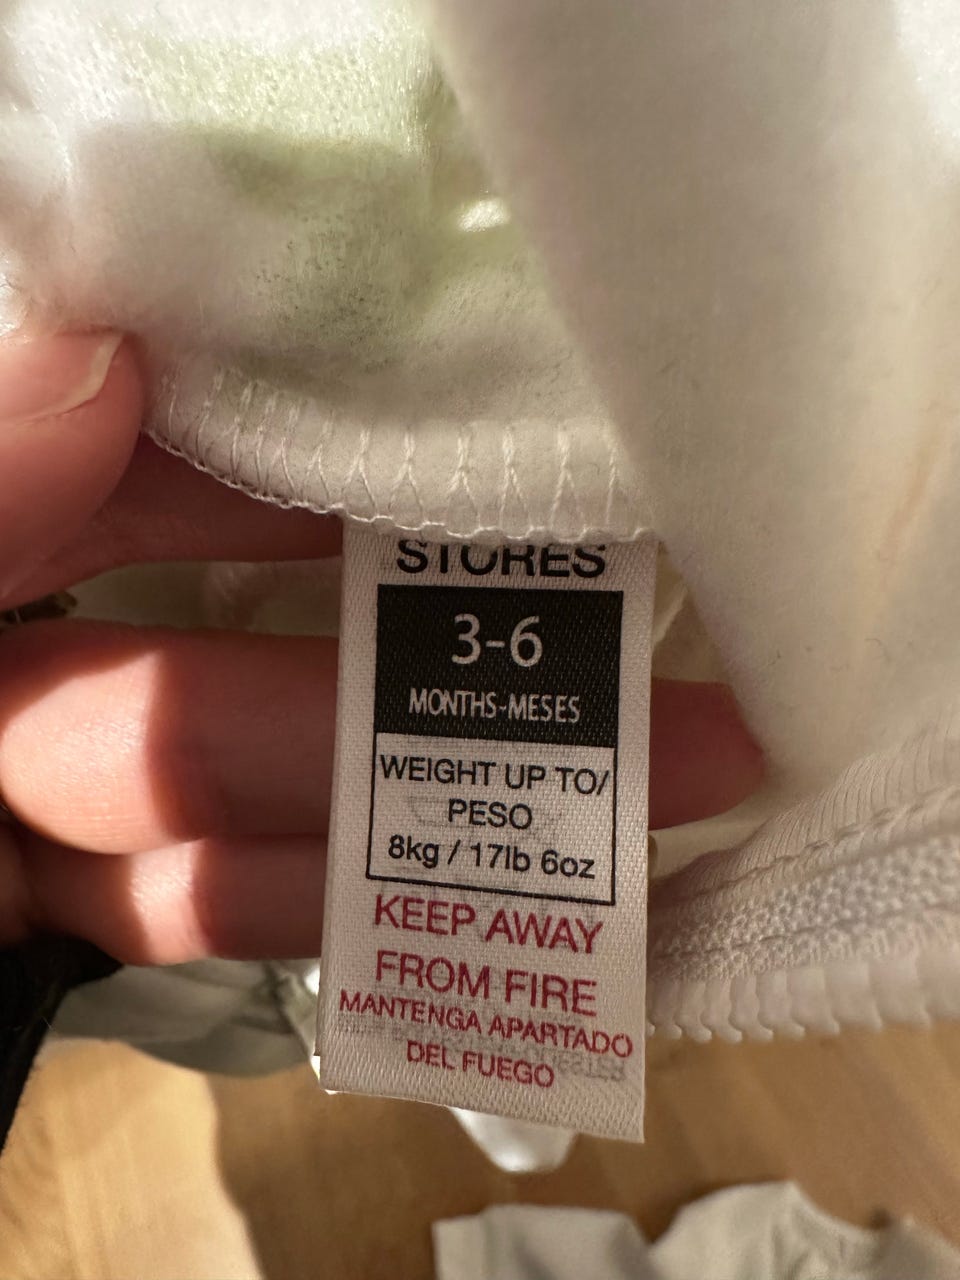 STORES
3-6
MONTHS-MESES
WEIGHT UP TO/
PESO
8kg / 17lb 6oz
KEEP AWAY
FROM FIRE
MANTENGA APARTADO
DEL FUEGO